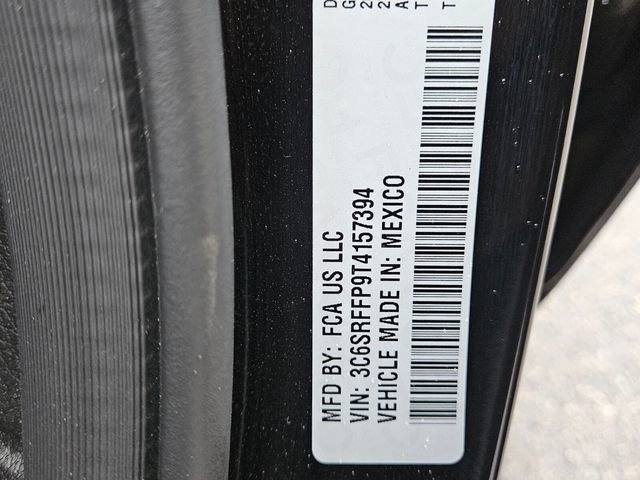 MFD BY: FCA US LLC
VIN: 3C6SRFFP9T4157394
VEHICLE MADE IN: MEXICO